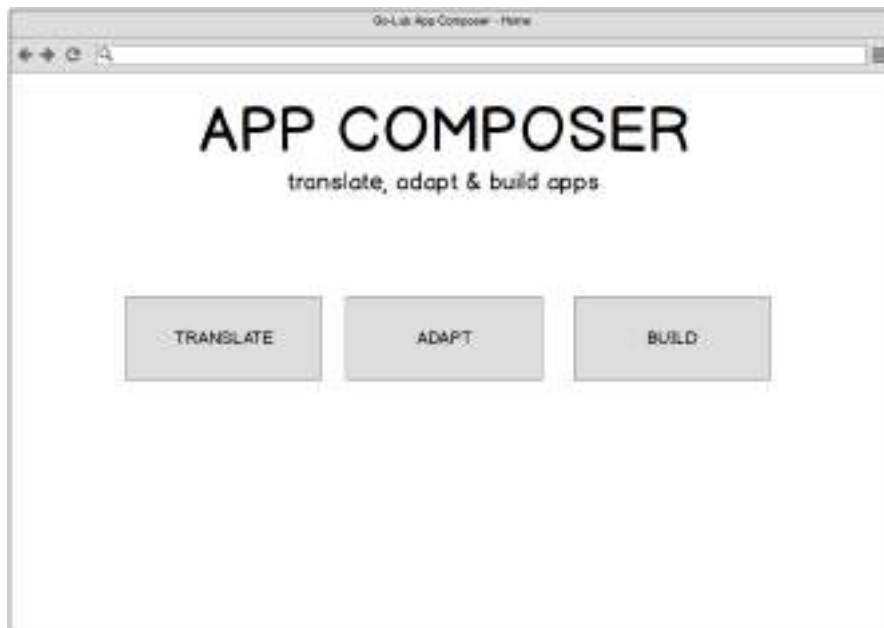 Go-Lab App Composer - Home
APP COMPOSER
translate, adapt & build apps
TRANSLATE
ADAPT
BUILD